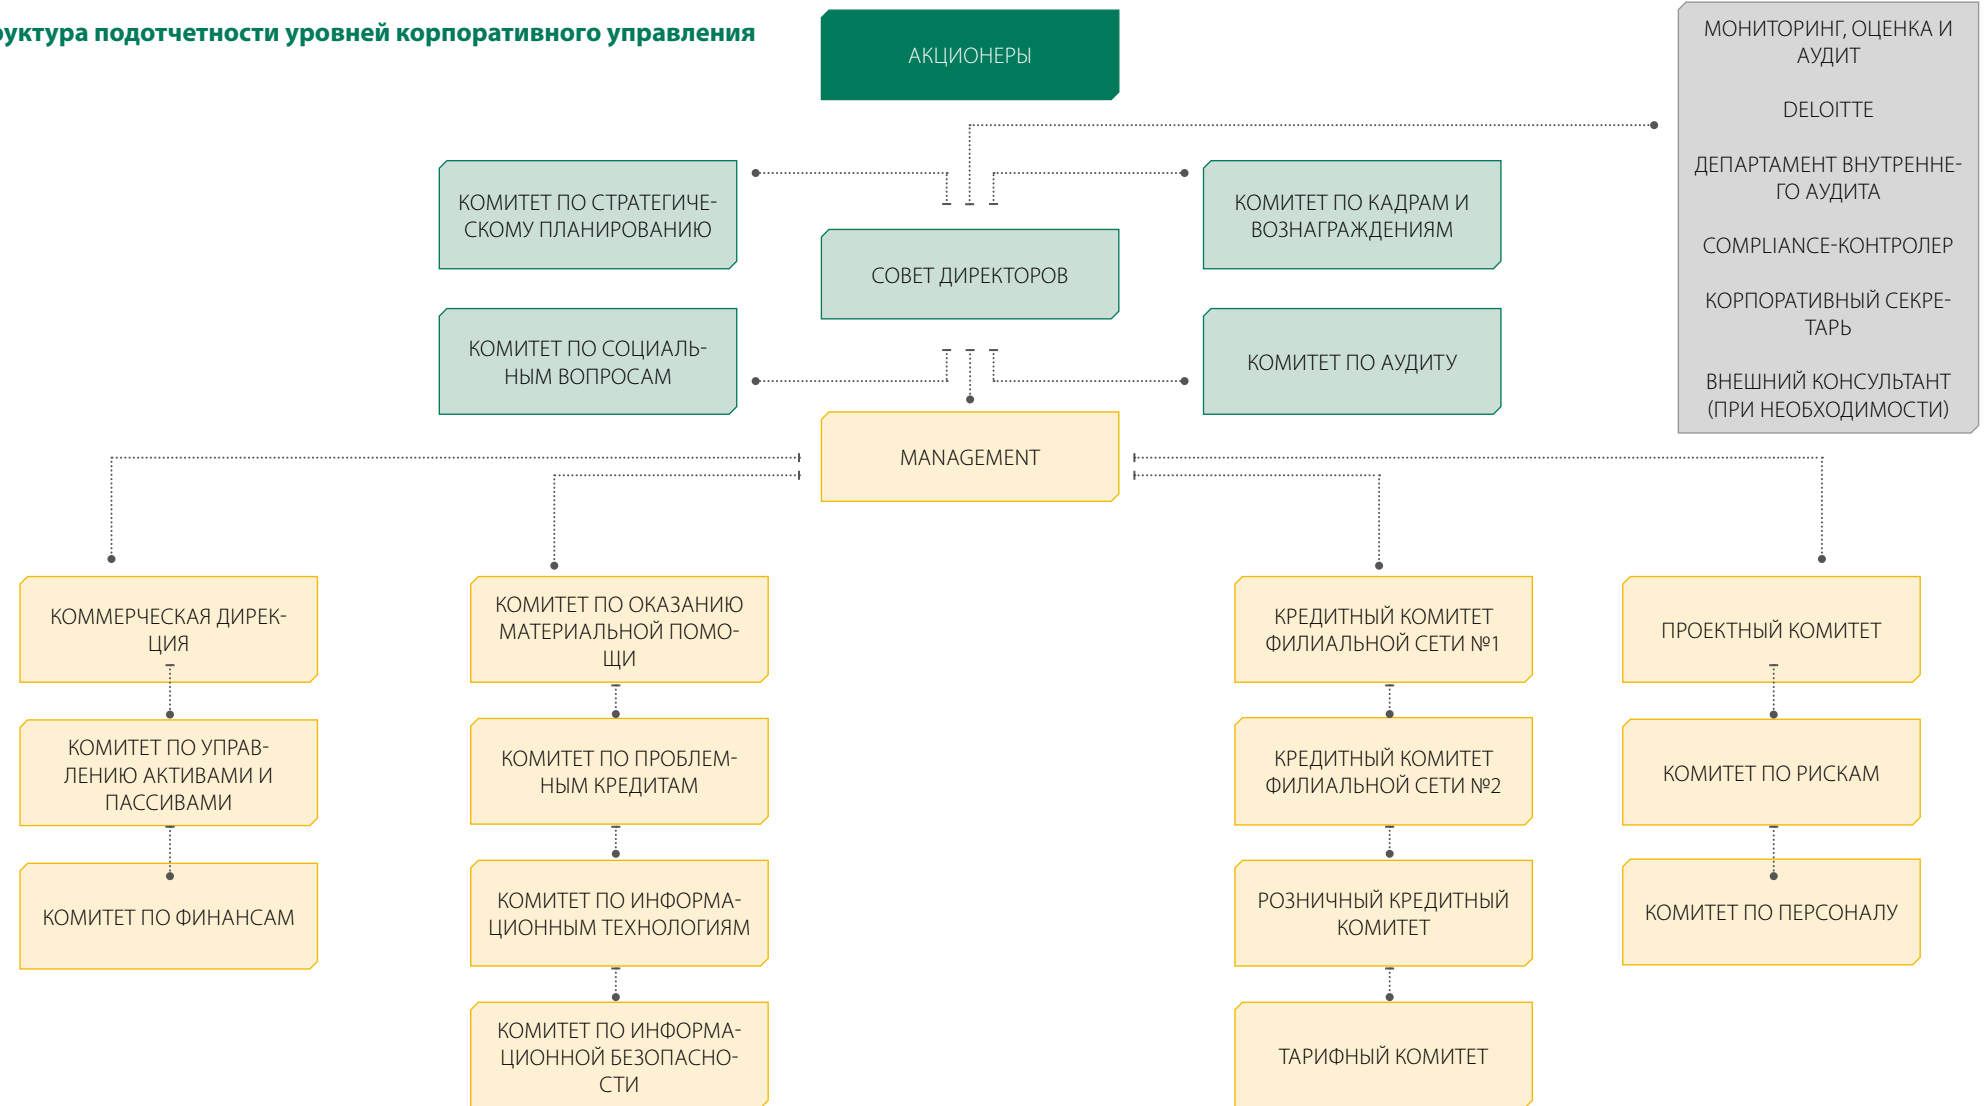 руктура подотчетности уровней корпоративного управления
АКЦИОНЕРЫ
МОНИТОРИНГ, ОЦЕНКА И
АУДИТ
DELOITTE
ДЕПАРТАМЕНТ ВНУТРЕННЕ-
ГО АУДИТА
COMPLIANCE-КОНТРОЛЕР
КОРПОРАТИВНЫЙ СЕКРЕ-
ТАРЬ
ВНЕШНИЙ КОНСУЛЬТАНТ
(ПРИ НЕОБХОДИМОСТИ)
КОМИТЕТ ПО СТРАТЕГИЧЕ-
СКОМУ ПЛАНИРОВАНИЮ
КОМИТЕТ ПО КАДРАМ И
ВОЗНАГРАЖДЕНИЯМ
СОВЕТ ДИРЕКТОРОВ
КОМИТЕТ ПО СОЦИАЛЬ-
НЫМ ВОПРОСАМ
КОМИТЕТ ПО АУДИТУ
MANAGEMENT
КОММЕРЧЕСКАЯ ДИРЕК-
ЦИЯ
КОМИТЕТ ПО УПРАВ-
ЛЕНИЮ АКТИВАМИ И
ПАССИВАМИ
КОМИТЕТ ПО ФИНАНСАМ
КОМИТЕТ ПО ОКАЗАНИЮ
МАТЕРИАЛЬНОЙ ПОМО-
ЩИ
КОМИТЕТ ПО ПРОБЛЕМ-
НЫМ КРЕДИТАМ
КОМИТЕТ ПО ИНФОРМА-
ЦИОННЫМ ТЕХНОЛОГИЯМ
КОМИТЕТ ПО ИНФОРМА-
ЦИОННОЙ БЕЗОПАСНО-
СТИ
КРЕДИТНЫЙ КОМИТЕТ
ФИЛИАЛЬНОЙ СЕТИ №1
КРЕДИТНЫЙ КОМИТЕТ
ФИЛИАЛЬНОЙ СЕТИ №2
РОЗНИЧНЫЙ КРЕДИТНЫЙ
КОМИТЕТ
ТАРИФНЫЙ КОМИТЕТ
ПРОЕКТНЫЙ КОМИТЕТ
КОМИТЕТ ПО РИСКАМ
КОМИТЕТ ПО ПЕРСОНАЛУ